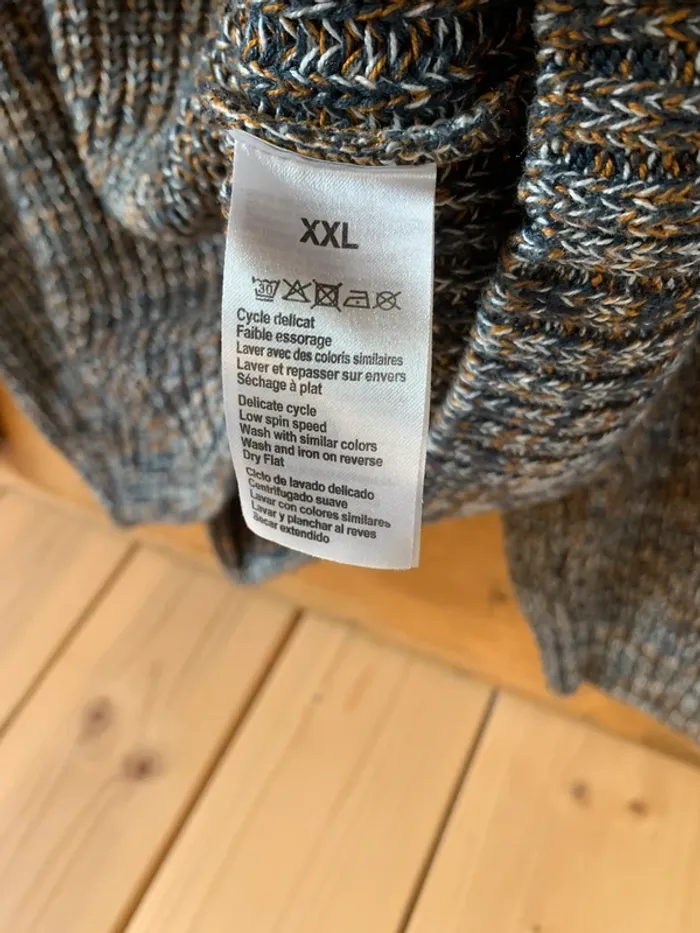 XXL
30
Cycle delicat
Faible essorage
Laver avec des coloris similaires
Laver et repasser sur envers
Séchage à plat
Delicate cycle
Low spin speed
Wash with similar colors
Wash and iron on reverse
Dry Flat
Ciclo de lavado delicado
Centrifugado suave
Lavar con colores similares
Lavar y planchar al reves
Secar extendido